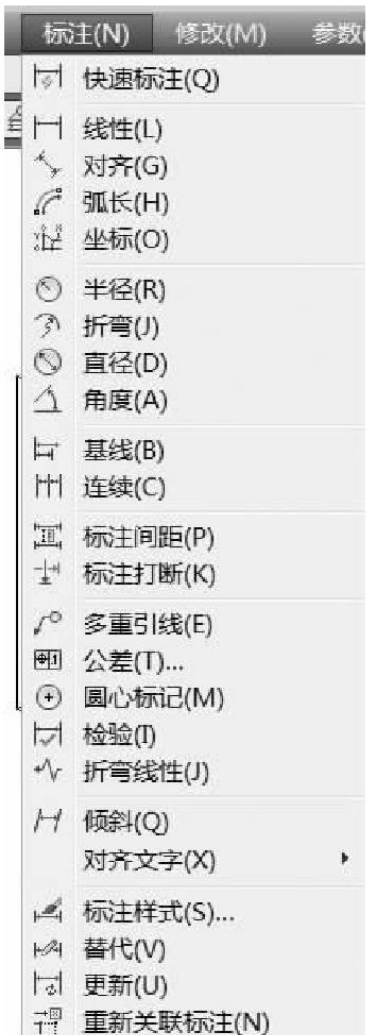 标注(N) 修改(M) 参数(
快速标注(Q)
线性(L)
对齐(G)
弧长(H)
坐标(O)
半径(R)
折弯(J)
直径(D)
角度(A)
基线(B)
连续(C)
标注间距(P)
标注打断(K)
多重引线(E)
公差(T)...
圆心标记(M)
检验(I)
折弯线性(J)
倾斜(Q)
对齐文字(X)
标注样式(S)...
替代(V)
更新(U)
重新关联标注(N)